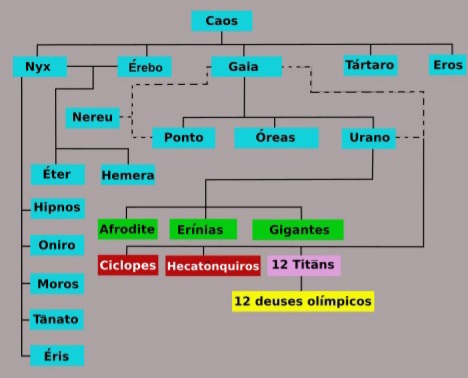 Caos
Nyx Érebo Gaia Tártaro Eros
Nereu
Ponto Óreas Urano
Éter Hemera
Hipnos
Afrodite Erínias Gigantes
Oniro
Ciclopes Hecatonquiros 12 Titãns
Moros
12 deuses olímpicos
Tânato
Éris